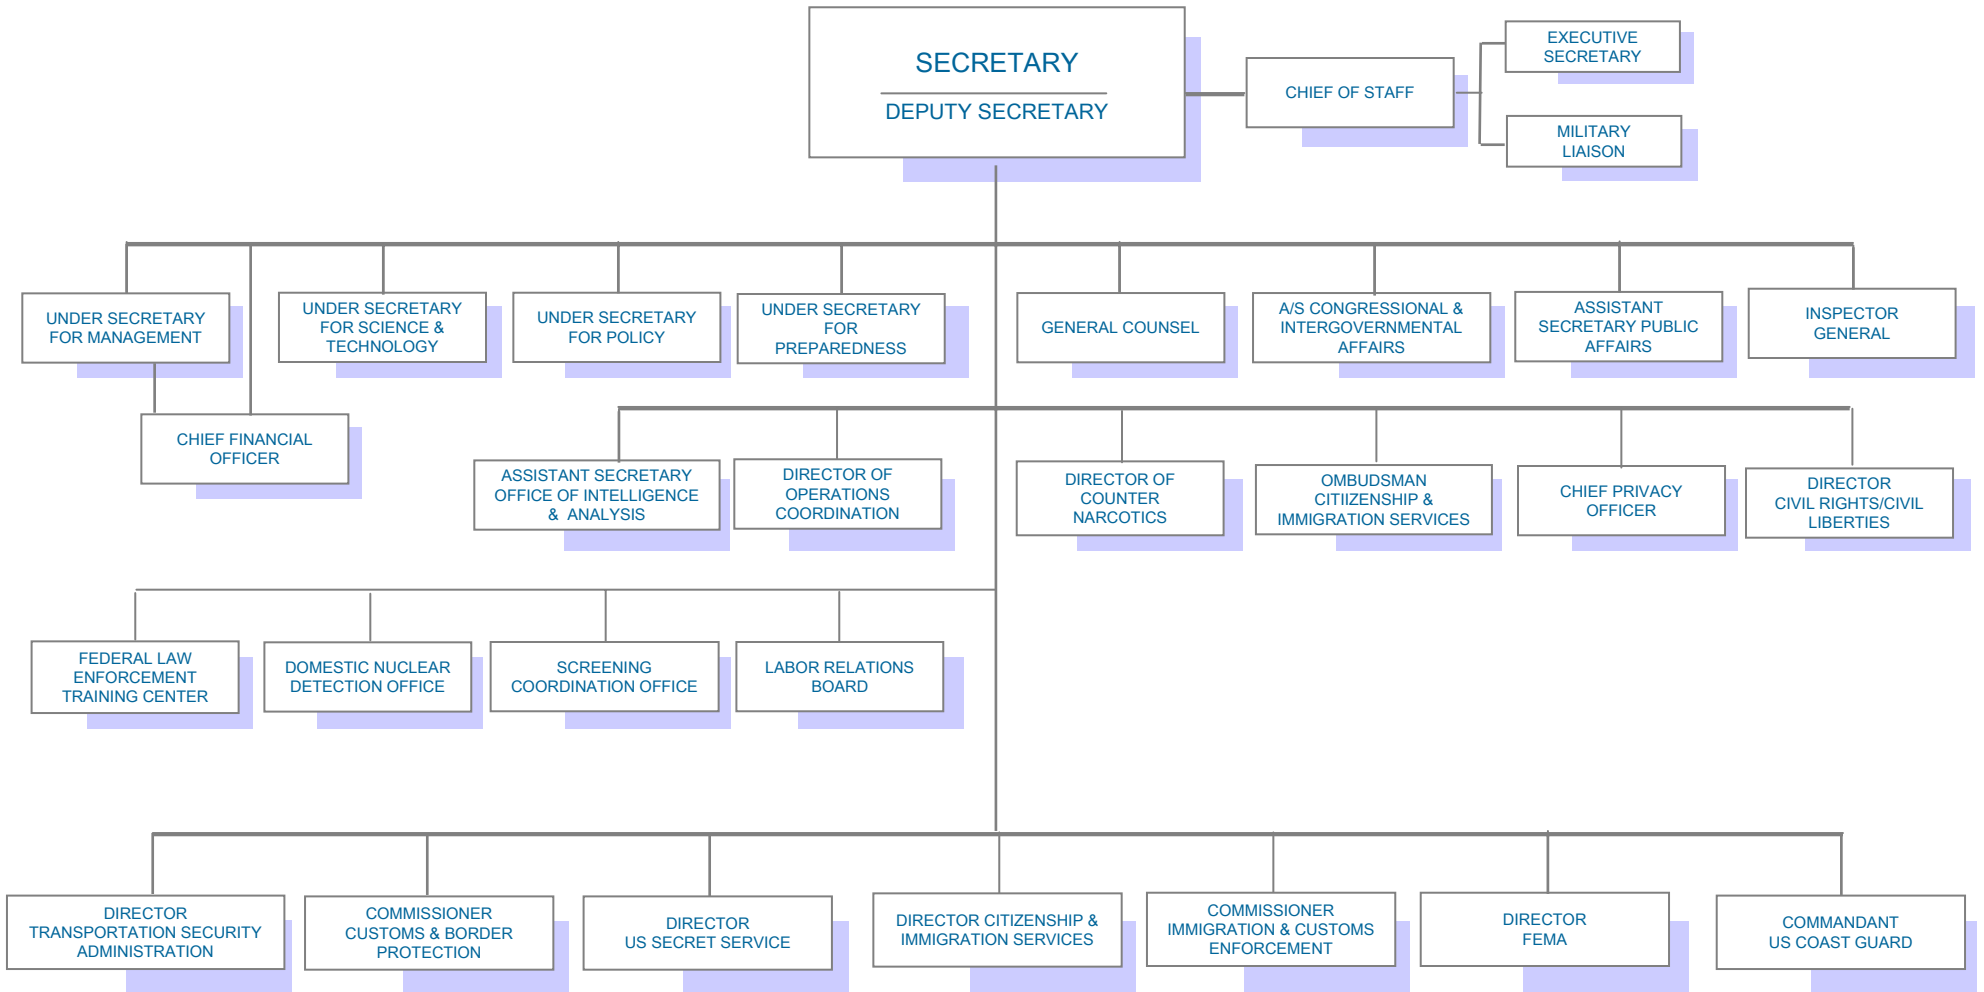 SECRETARY
DEPUTY SECRETARY
CHIEF OF STAFF
EXECUTIVE
SECRETARY
MILITARY
LIAISON
UNDER SECRETARY
FOR MANAGEMENT
UNDER SECRETARY
FOR SCIENCE &
TECHNOLOGY
UNDER SECRETARY
FOR POLICY
UNDER SECRETARY
FOR
PREPAREDNESS
GENERAL COUNSEL
A/S CONGRESSIONAL &
INTERGOVERNMENTAL
AFFAIRS
ASSISTANT
SECRETARY PUBLIC
AFFAIRS
INSPECTOR
GENERAL
CHIEF FINANCIAL
OFFICER
ASSISTANT SECRETARY
OFFICE OF INTELLIGENCE
& ANALYSIS
DIRECTOR OF
OPERATIONS
COORDINATION
DIRECTOR OF
COUNTER
NARCOTICS
OMBUDSMAN
CITIIZENSHIP &
IMMIGRATION SERVICES
CHIEF PRIVACY
OFFICER
DIRECTOR
CIVIL RIGHTS/CIVIL
LIBERTIES
FEDERAL LAW
ENFORCEMENT
TRAINING CENTER
DOMESTIC NUCLEAR
DETECTION OFFICE
SCREENING
COORDINATION OFFICE
LABOR RELATIONS
BOARD
DIRECTOR
TRANSPORTATION SECURITY
ADMINISTRATION
COMMISSIONER
CUSTOMS & BORDER
PROTECTION
DIRECTOR
US SECRET SERVICE
DIRECTOR CITIZENSHIP &
IMMIGRATION SERVICES
COMMISSIONER
IMMIGRATION & CUSTOMS
ENFORCEMENT
DIRECTOR
FEMA
COMMANDANT
US COAST GUARD